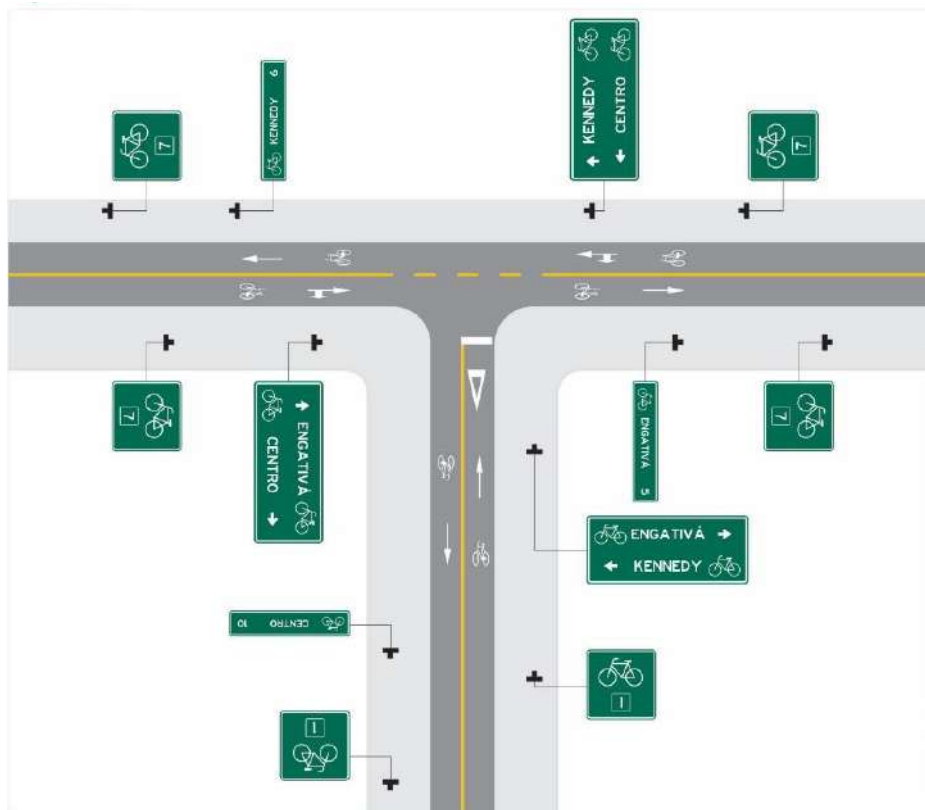 7
KENNEDY 6
KENNEDY
CENTRO
7
7
ENGATIVÁ
CENTRO
ENGATIVÁ 5
7
ENGATIVÁ
KENNEDY
CENTRO 10
1
1